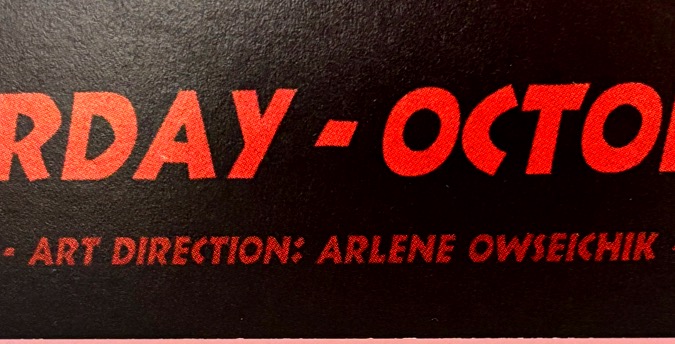 RDAY - OCTO
- ART DIRECTION: ARLENE OWSEICHIK -